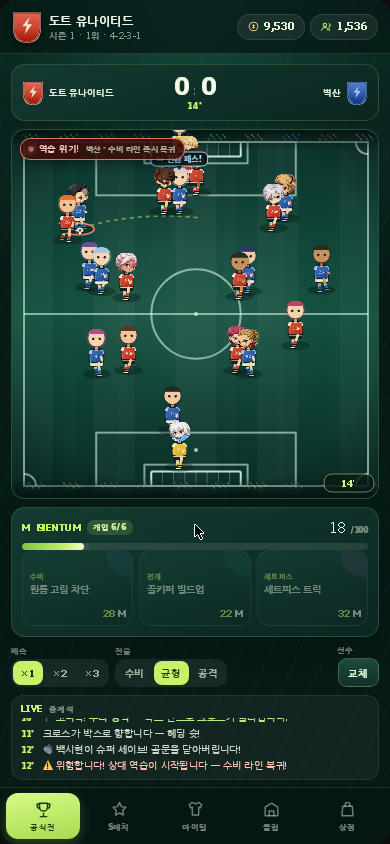 도트 유나이티드
시즌 1 · 1위 · 4-2-3-1
9,530
1,536
도트 유나이티드
0 : 0
벽산
14'
역습 위기! 벽산 · 수비 라인 즉시 복귀
패스!
14'
개입 6/6
18 /100
수비
원톱 고립 차단
28 M
전개
골키퍼 빌드업
22 M
세트피스
세트피스 트릭
32 M
배속
전술
선수
×1
×2
×3
수비
균형
공격
교체
LIVE 중계석
11' 크로스가 박스로 향합니다 — 헤딩 슛!
12' 백시현이 슈퍼 세이브! 골문을 닫아버립니다!
12' ⚠️ 위험합니다! 상대 역습이 시작됩니다 — 수비 라인 복귀!
공식전
5매치
마이팀
클럽
상점